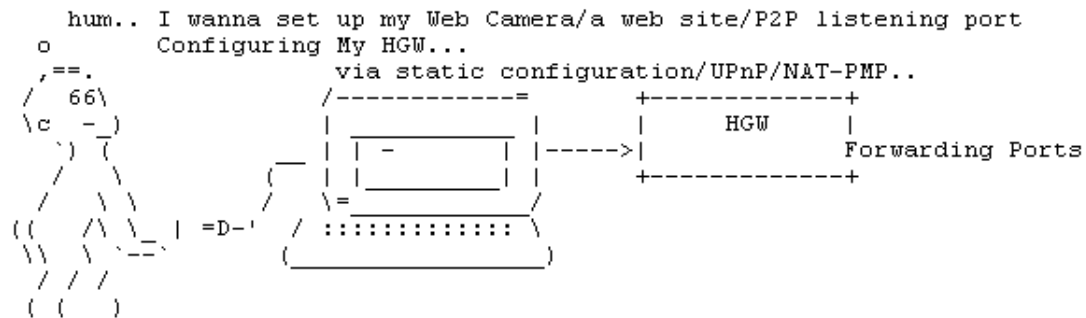 hum.. I wanna set up my Web Camera/a web site/P2P listening port
Configuring My HGW...
via static configuration/UPnP/NAT-PMP..
HGW
Forwarding Ports